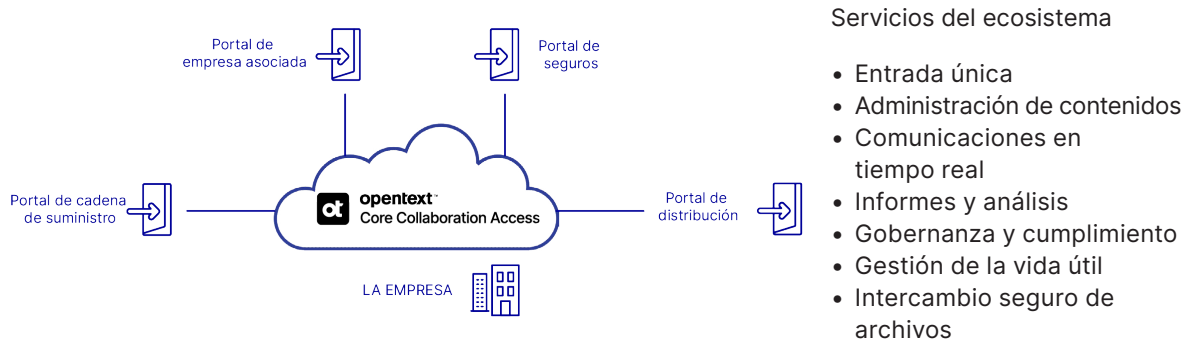 Portal de
empresa asociada
Portal de
seguros
Portal de cadena
de suministro
ot
opentext™
Core Collaboration Access
Portal de
distribución
LA EMPRESA
Servicios del ecosistema
• Entrada única
• Administración de contenidos
• Comunicaciones en
tiempo real
• Informes y análisis
• Gobernanza y cumplimiento
• Gestión de la vida útil
• Intercambio seguro de
archivos